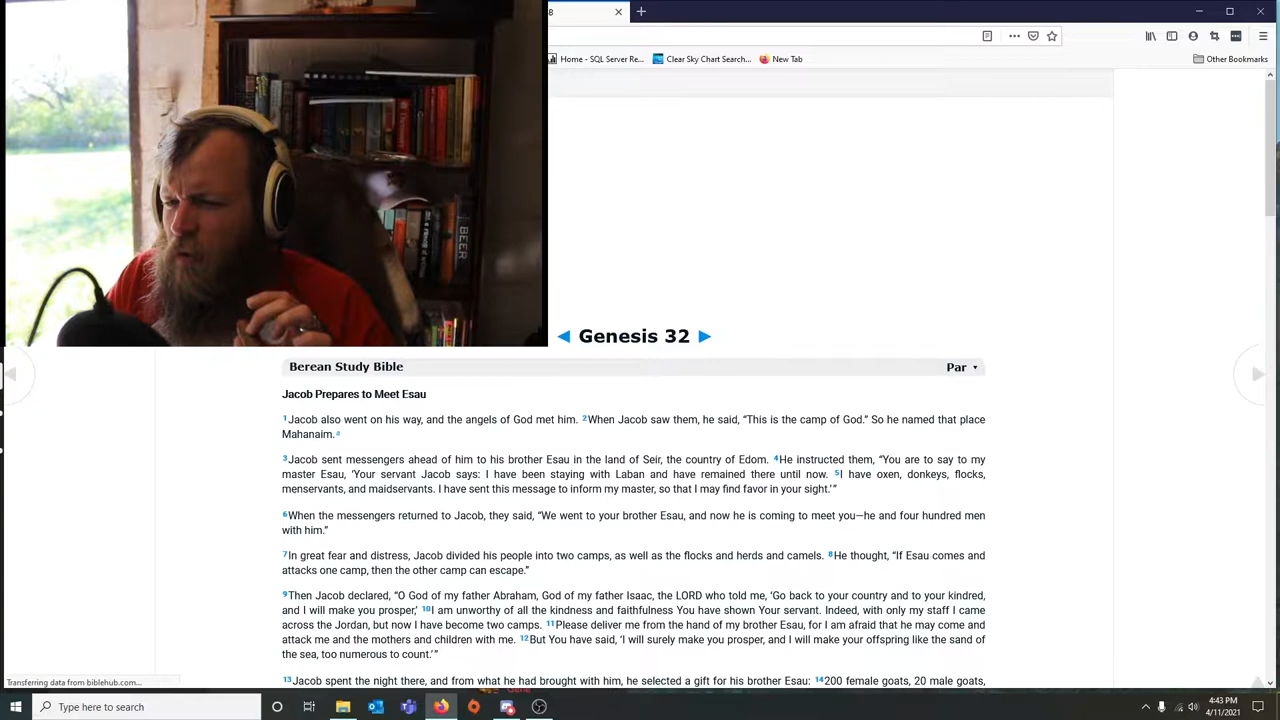 8
Home - SQL Server Re...
Clear Sky Chart Search...
New Tab
Other Bookmarks
BEER
Genesis 32
Berean Study Bible
Par
Jacob Prepares to Meet Esau
1Jacob also went on his way, and the angels of God met him. 2When Jacob saw them, he said, “This is the camp of God.” So he named that place
Mahanaim.a
3Jacob sent messengers ahead of him to his brother Esau in the land of Seir, the country of Edom. 4He instructed them, “You are to say to my
master Esau, ‘Your servant Jacob says: I have been staying with Laban and have remained there until now. 5I have oxen, donkeys, flocks,
menservants, and maidservants. I have sent this message to inform my master, so that I may find favor in your sight.’”
6When the messengers returned to Jacob, they said, “We went to your brother Esau, and now he is coming to meet you—he and four hundred men
with him.”
7In great fear and distress, Jacob divided his people into two camps, as well as the flocks and herds and camels. 8He thought, “If Esau comes and
attacks one camp, then the other camp can escape.”
9Then Jacob declared, “O God of my father Abraham, God of my father Isaac, the LORD who told me, ‘Go back to your country and to your kindred,
and I will make you prosper,’ 10I am unworthy of all the kindness and faithfulness You have shown Your servant. Indeed, with only my staff I came
across the Jordan, but now I have become two camps. 11Please deliver me from the hand of my brother Esau, for I am afraid that he may come and
attack me and the mothers and children with me. 12But You have said, ‘I will surely make you prosper, and I will make your offspring like the sand of
the sea, too numerous to count.’”
13Jacob spent the night there, and from what he had brought with him, he selected a gift for his brother Esau: 14200 female goats, 20 male goats,
Transferring data from biblehub.com...
Gene
Type here to search
4:43 PM
4/11/2021